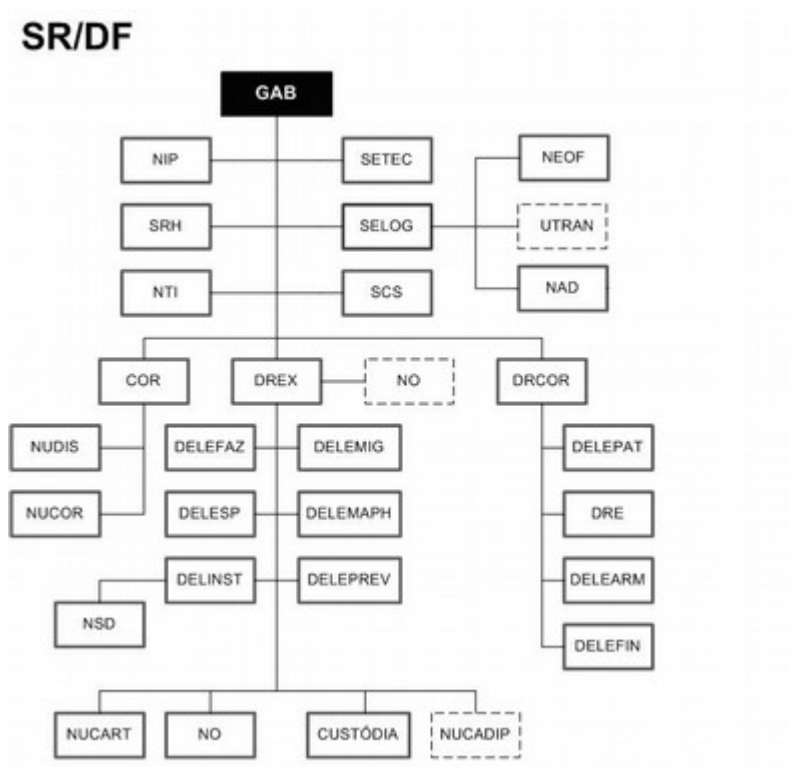 SR/DF
GAB
NIP
SETEC
NEOF
SRH
SELOG
UTRAN
NTI
SCS
NAD
COR
DREX
NO
DRCOR
NUDIS
DELEFAZ
DELEMIG
DELEPAT
NUCOR
DELESP
DELEMAPH
DRE
DELINST
DELEPREV
DELEARM
NSD
DELEFIN
NUCART
NO
CUSTÓDIA
NUCADIP